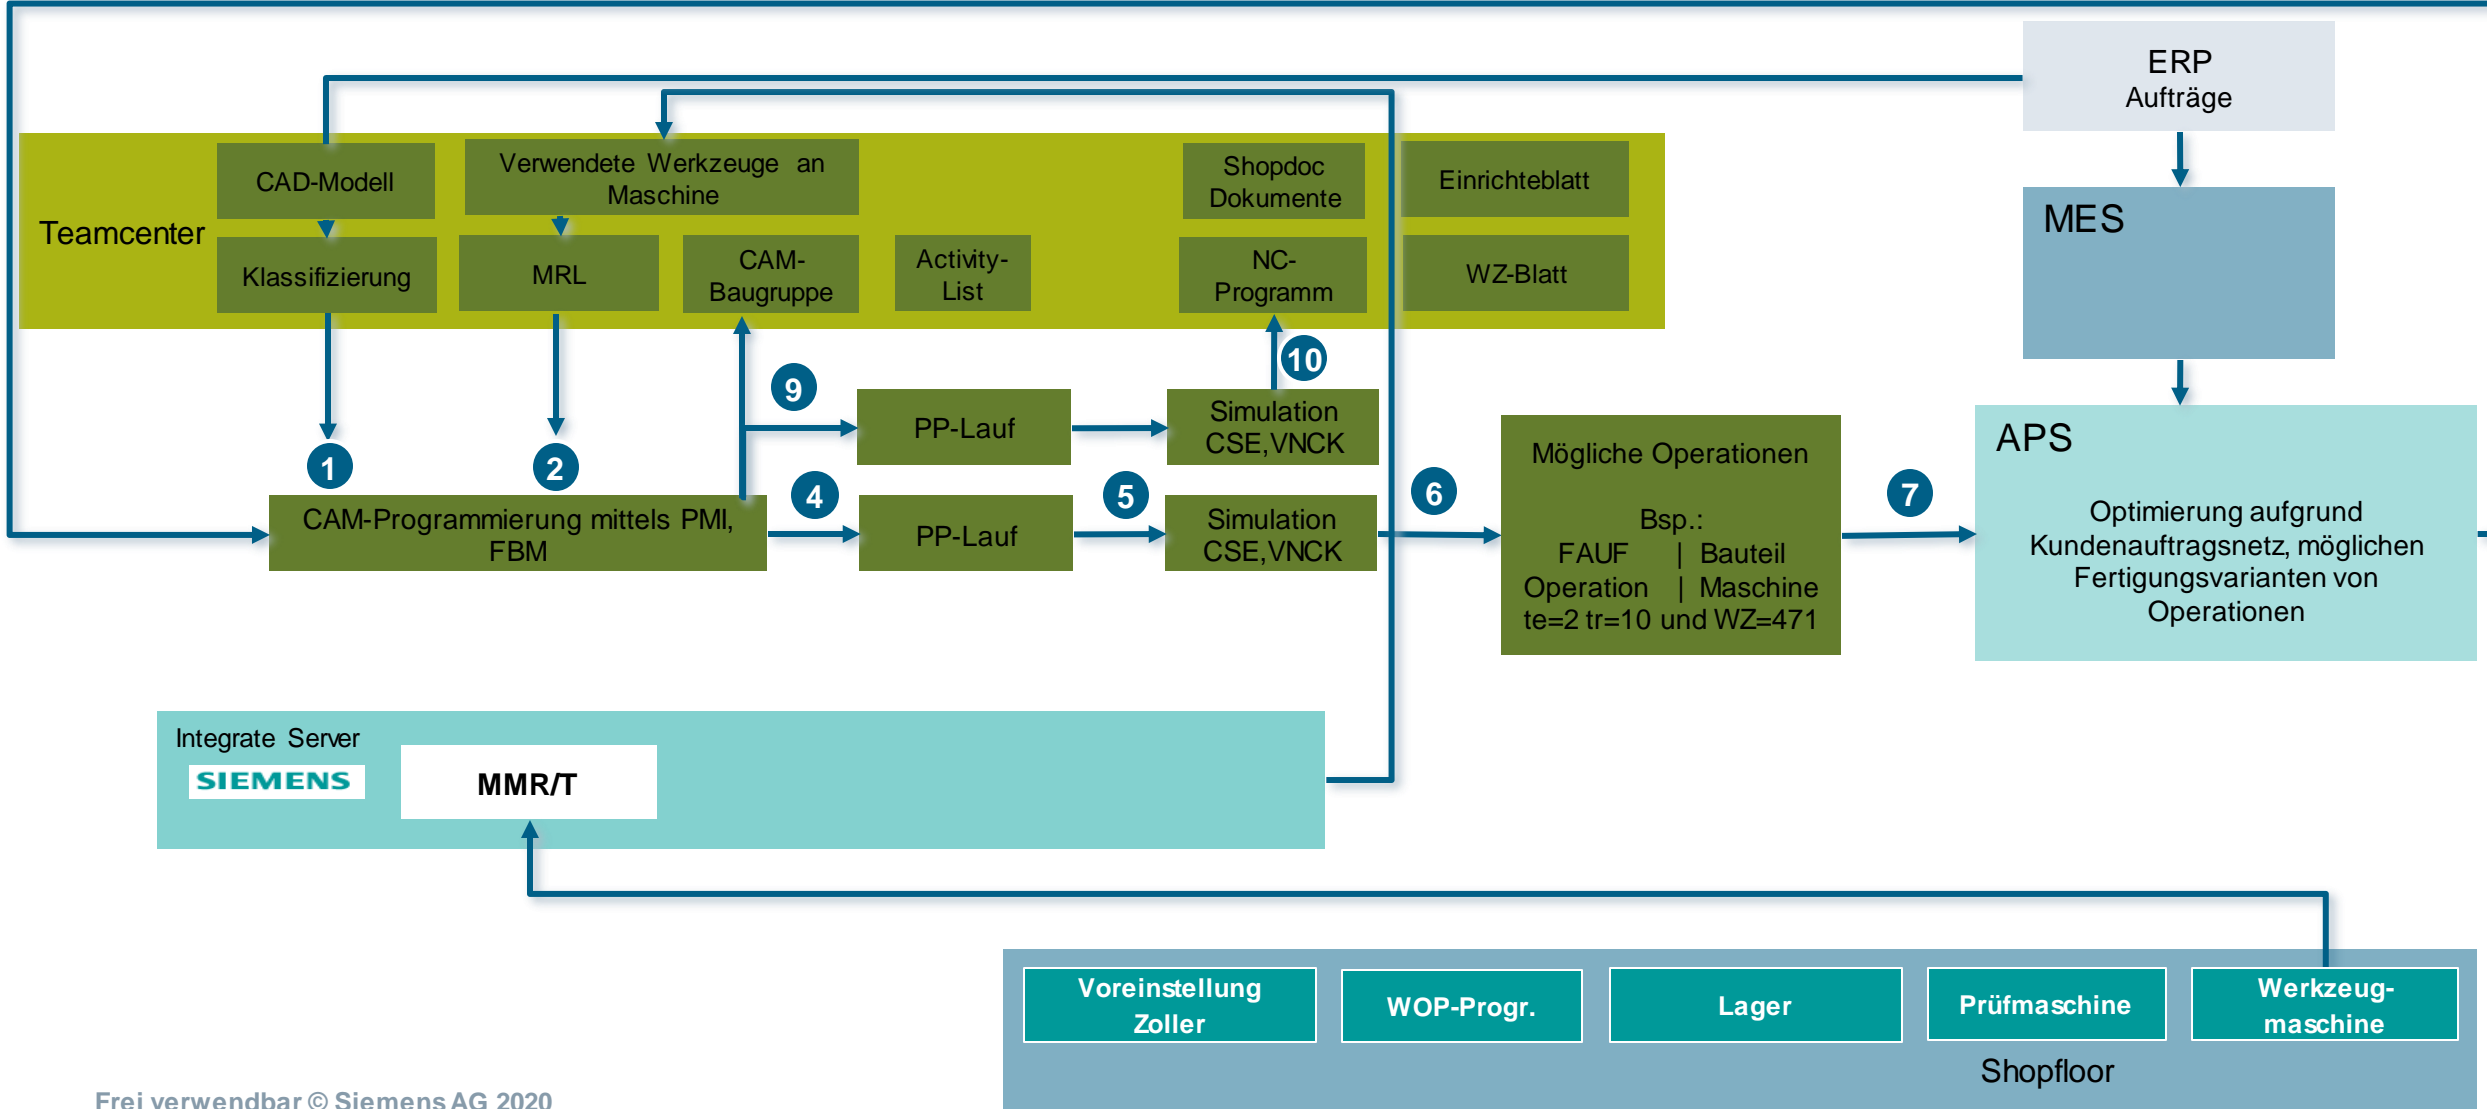 ERP
Aufträge
Teamcenter
CAD-Modell
Verwendete Werkzeuge an
Maschine
Shopdoc
Dokumente
Einrichteblatt
Klassifizierung
MRL
CAM-
Baugruppe
Activity-
List
NC-
Programm
WZ-Blatt
MES
1
2
9
10
PP-Lauf
Simulation
CSE,VNCK
CAM-Programmierung mittels PMI,
FBM
4
PP-Lauf
5
Simulation
CSE,VNCK
6
Mögliche Operationen
Bsp.:
FAUF | Bauteil
Operation | Maschine
te=2 tr=10 und WZ=471
7
APS
Optimierung aufgrund
Kundenauftragsnetz, möglichen
Fertigungsvarianten von
Operationen
Integrate Server
SIEMENS
MMR/T
Voreinstellung
Zoller
WOP-Progr.
Lager
Prüfmaschine
Werkzeug-
maschine
Shopfloor
Frei verwendbar © Siemens AG 2020